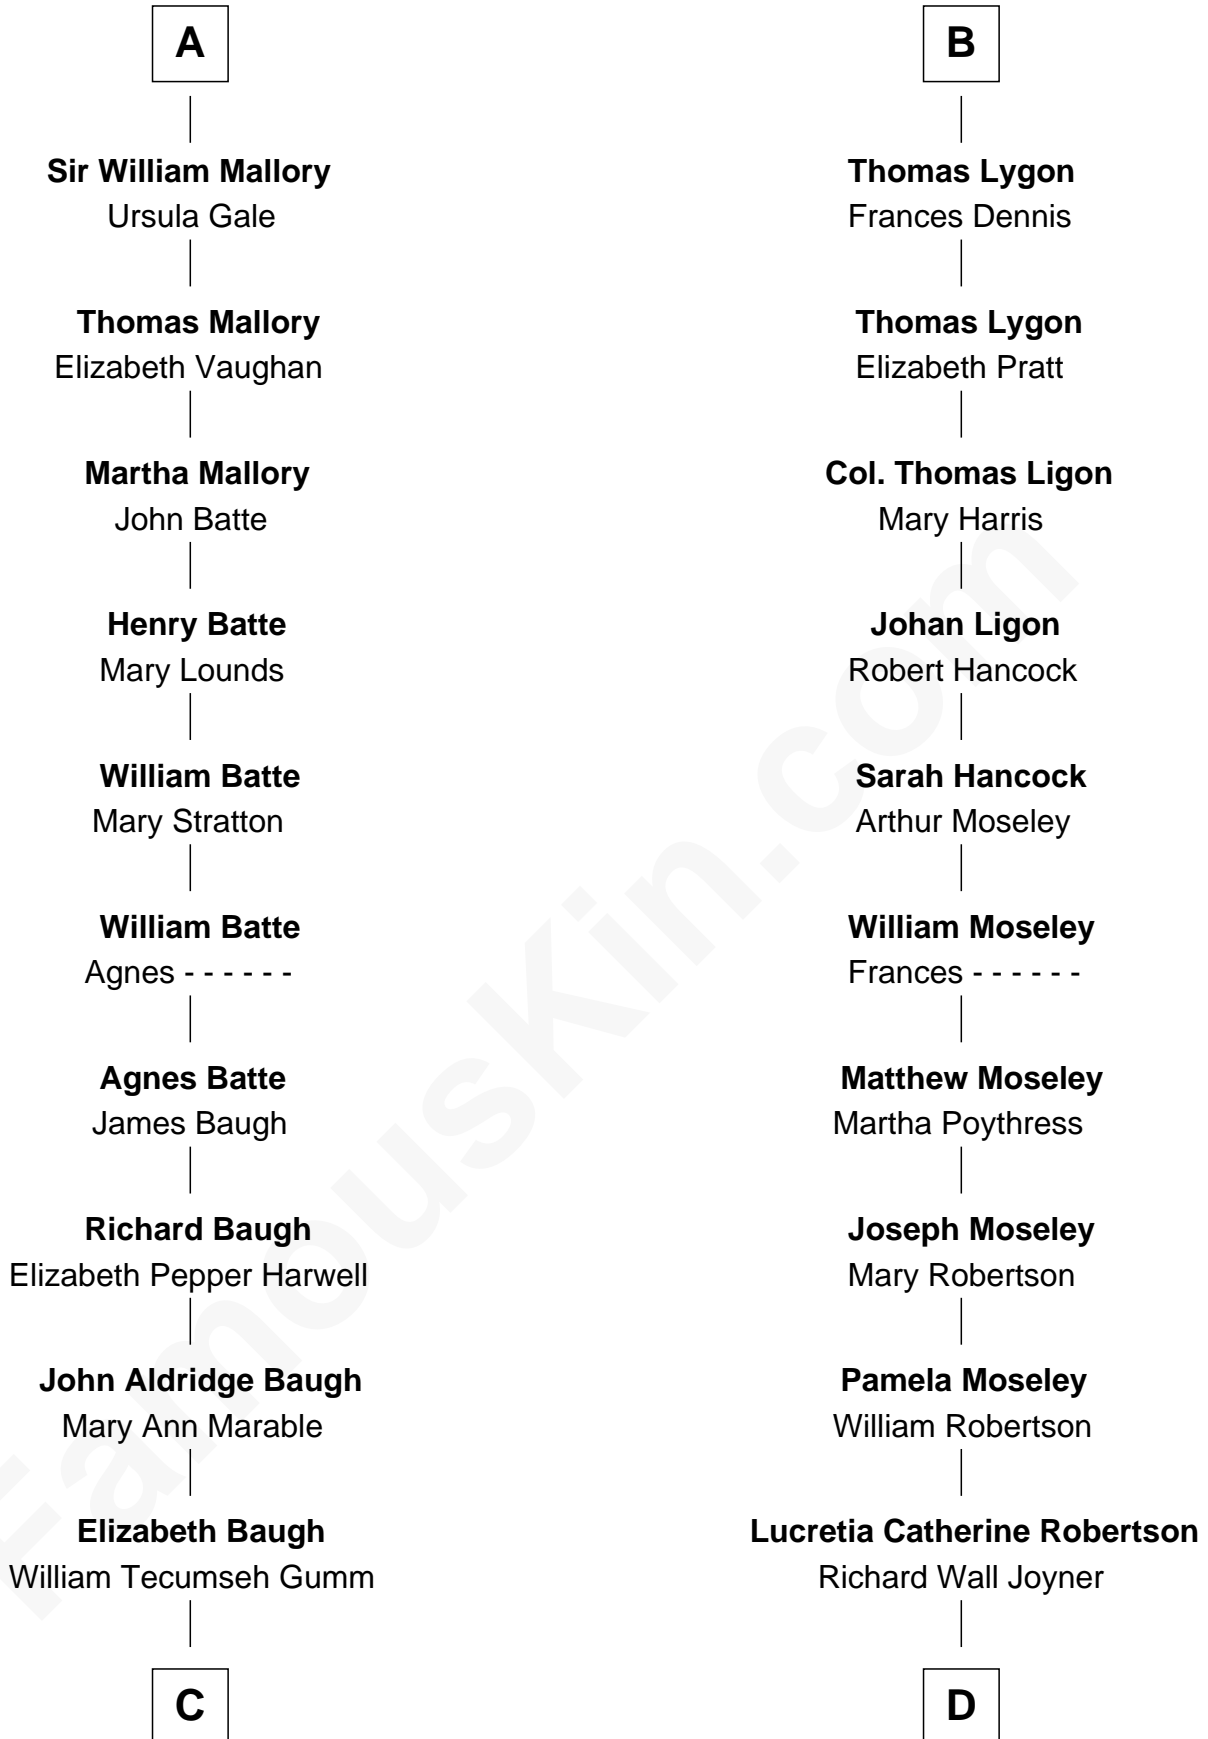 A
Sir William Mallory
Ursula Gale
Thomas Mallory
Elizabeth Vaughan
Martha Mallory
John Batte
Henry Batte
Mary Lounds
William Batte
Mary Stratton
William Batte
Agnes - - - - - -
Agnes Batte
James Baugh
Richard Baugh
Elizabeth Pepper Harwell
John Aldridge Baugh
Mary Ann Marable
Elizabeth Baugh
William Tecumseh Gumm
C
B
Thomas Lygon
Frances Dennis
Thomas Lygon
Elizabeth Pratt
Col. Thomas Ligon
Mary Harris
Johan Ligon
Robert Hancock
Sarah Hancock
Arthur Moseley
William Moseley
Frances - - - - - -
Matthew Moseley
Martha Poythress
Joseph Moseley
Mary Robertson
Pamela Moseley
William Robertson
Lucretia Catherine Robertson
Richard Wall Joyner
D
FamousKin.com